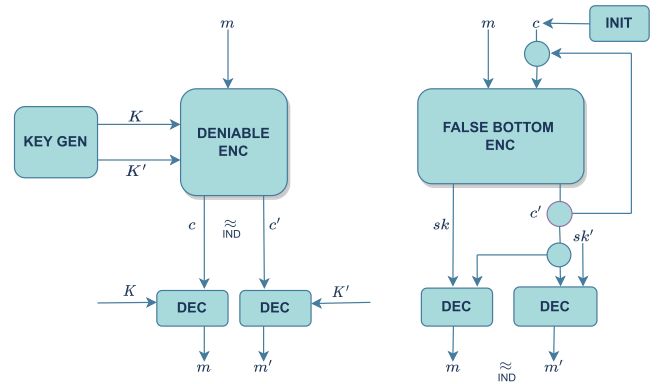 m
KEY GEN
K
K′
DENIABLE
ENC
c
≈
IND
c′
K
DEC
DEC
K′
m
m′
m
c
INIT
FALSE BOTTOM
ENC
sk
c′
sk′
DEC
DEC
m
≈
IND
m′